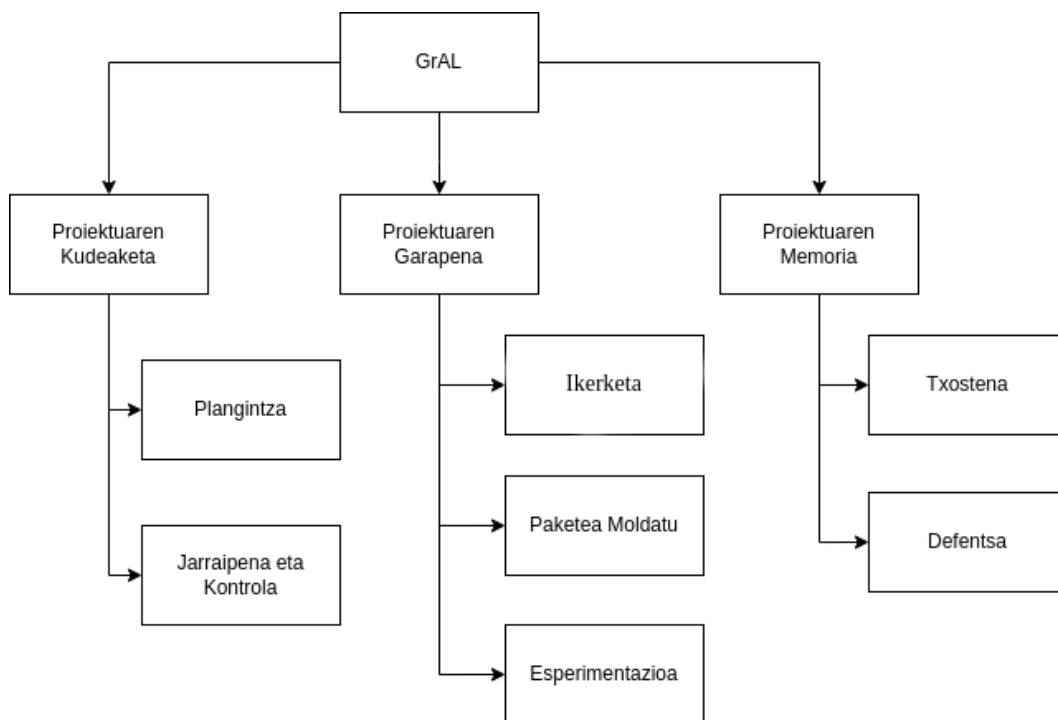 GrAL
Proiektuaren
Kudeaketa
Proiektuaren
Garapena
Proiektuaren
Memoria
Plangintza
Jarraipena eta
Kontrola
Ikerketa
Paketea Moldatu
Esperimentazioa
Txostena
Defentsa